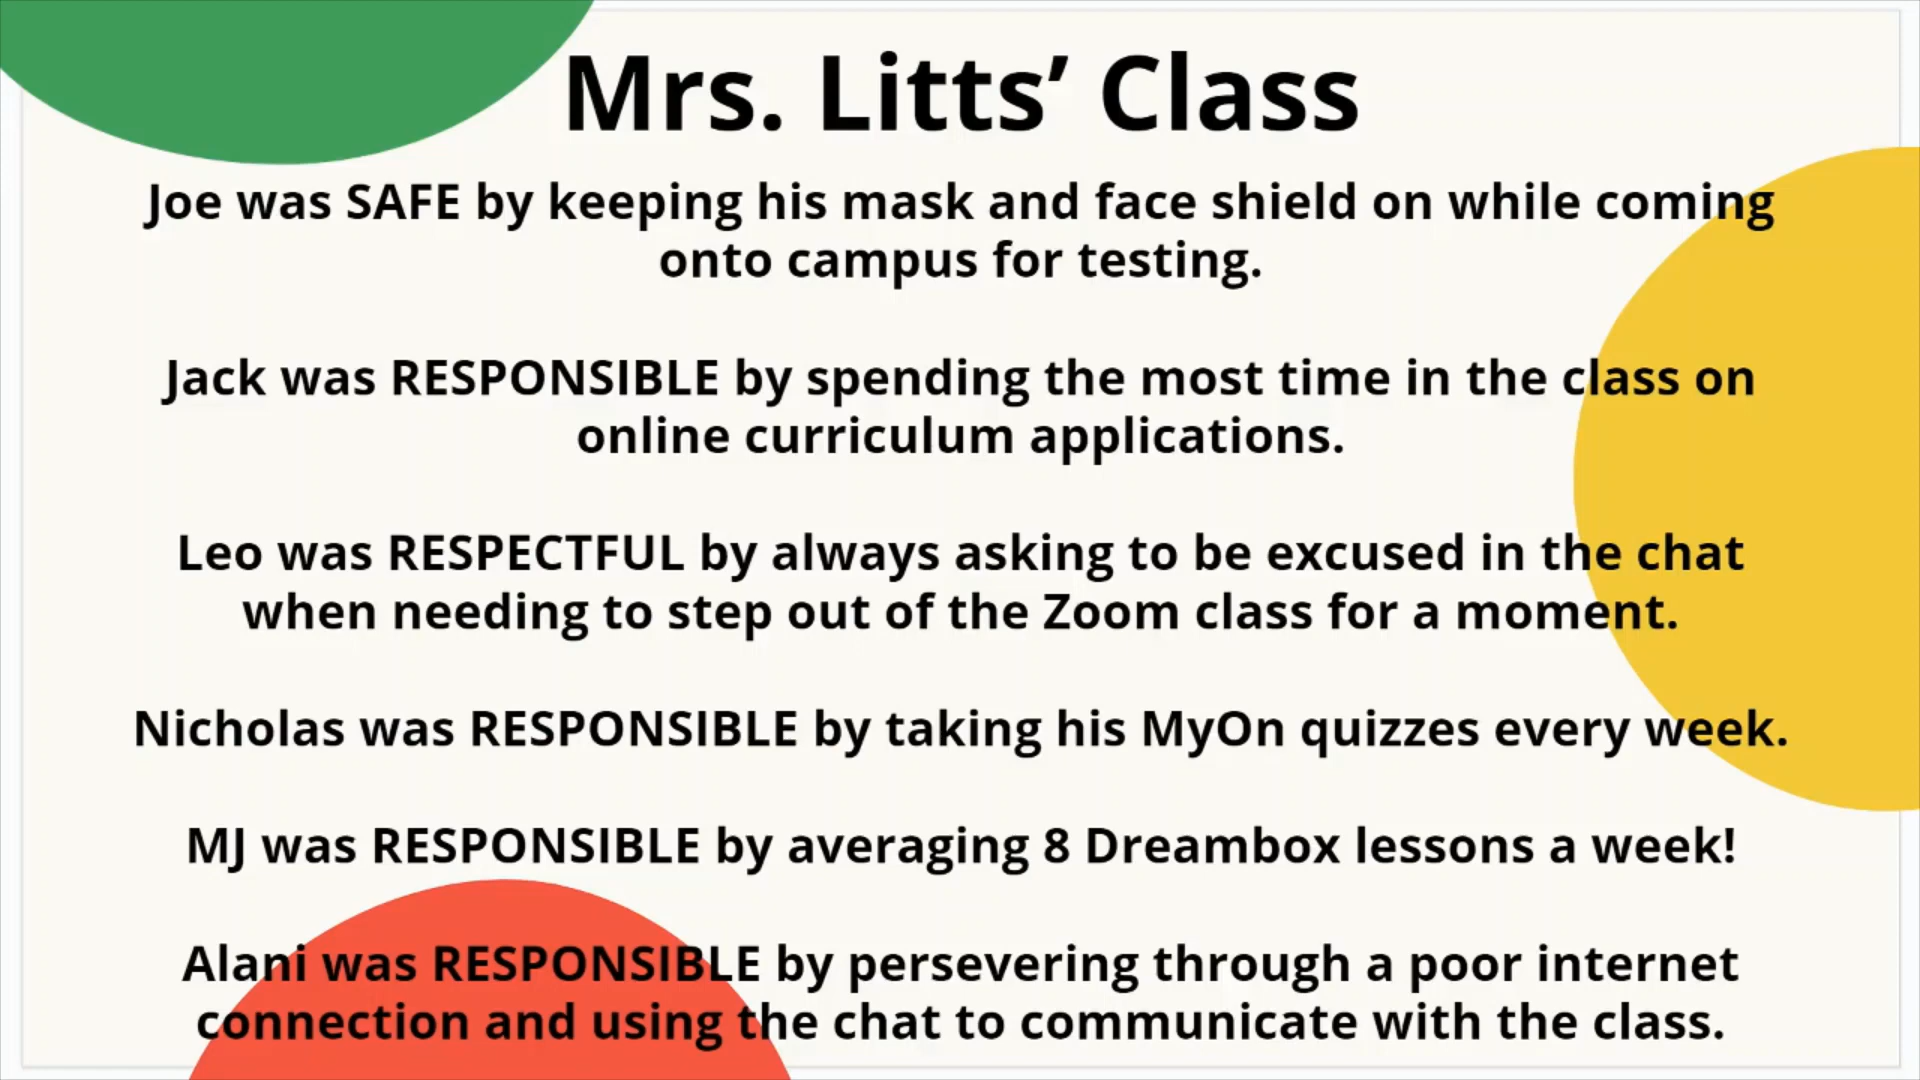 Mrs. Litts’ Class
Joe was SAFE by keeping his mask and face shield on while coming
onto campus for testing.
Jack was RESPONSIBLE by spending the most time in the class on
online curriculum applications.
Leo was RESPECTFUL by always asking to be excused in the chat
when needing to step out of the Zoom class for a moment.
Nicholas was RESPONSIBLE by taking his MyOn quizzes every week.
MJ was RESPONSIBLE by averaging 8 Dreambox lessons a week!
Alani was RESPONSIBLE by persevering through a poor internet
connection and using the chat to communicate with the class.